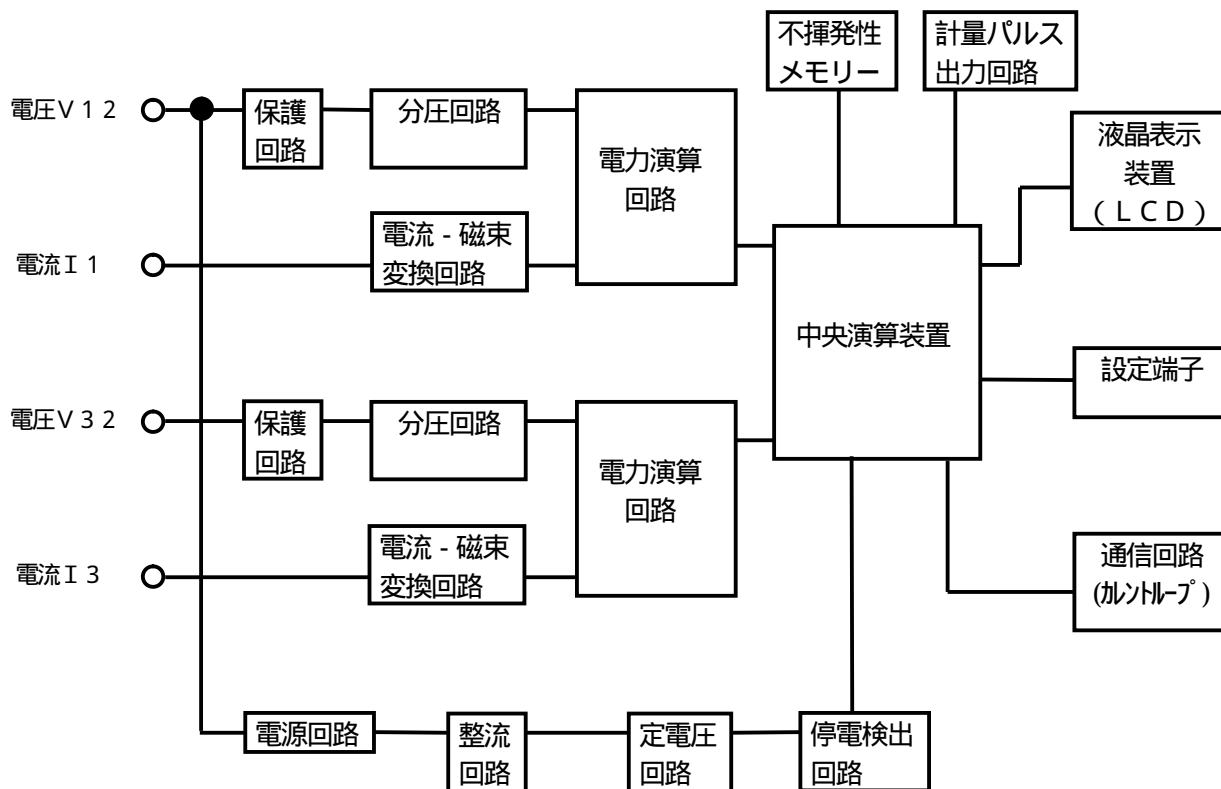 不揮発性
メモリー
計量パルス
出力回路
電圧V12
保護
回路
分圧回路
電力演算
回路
液晶表示
装置
(LCD)
電流I1
電流-磁束
変換回路
中央演算装置
設定端子
電圧V32
保護
回路
分圧回路
電力演算
回路
電流I3
電流-磁束
変換回路
通信回路
(ｶﾚﾝﾄﾙｰﾌﾟ)
電源回路
整流
回路
定電圧
回路
停電検出
回路